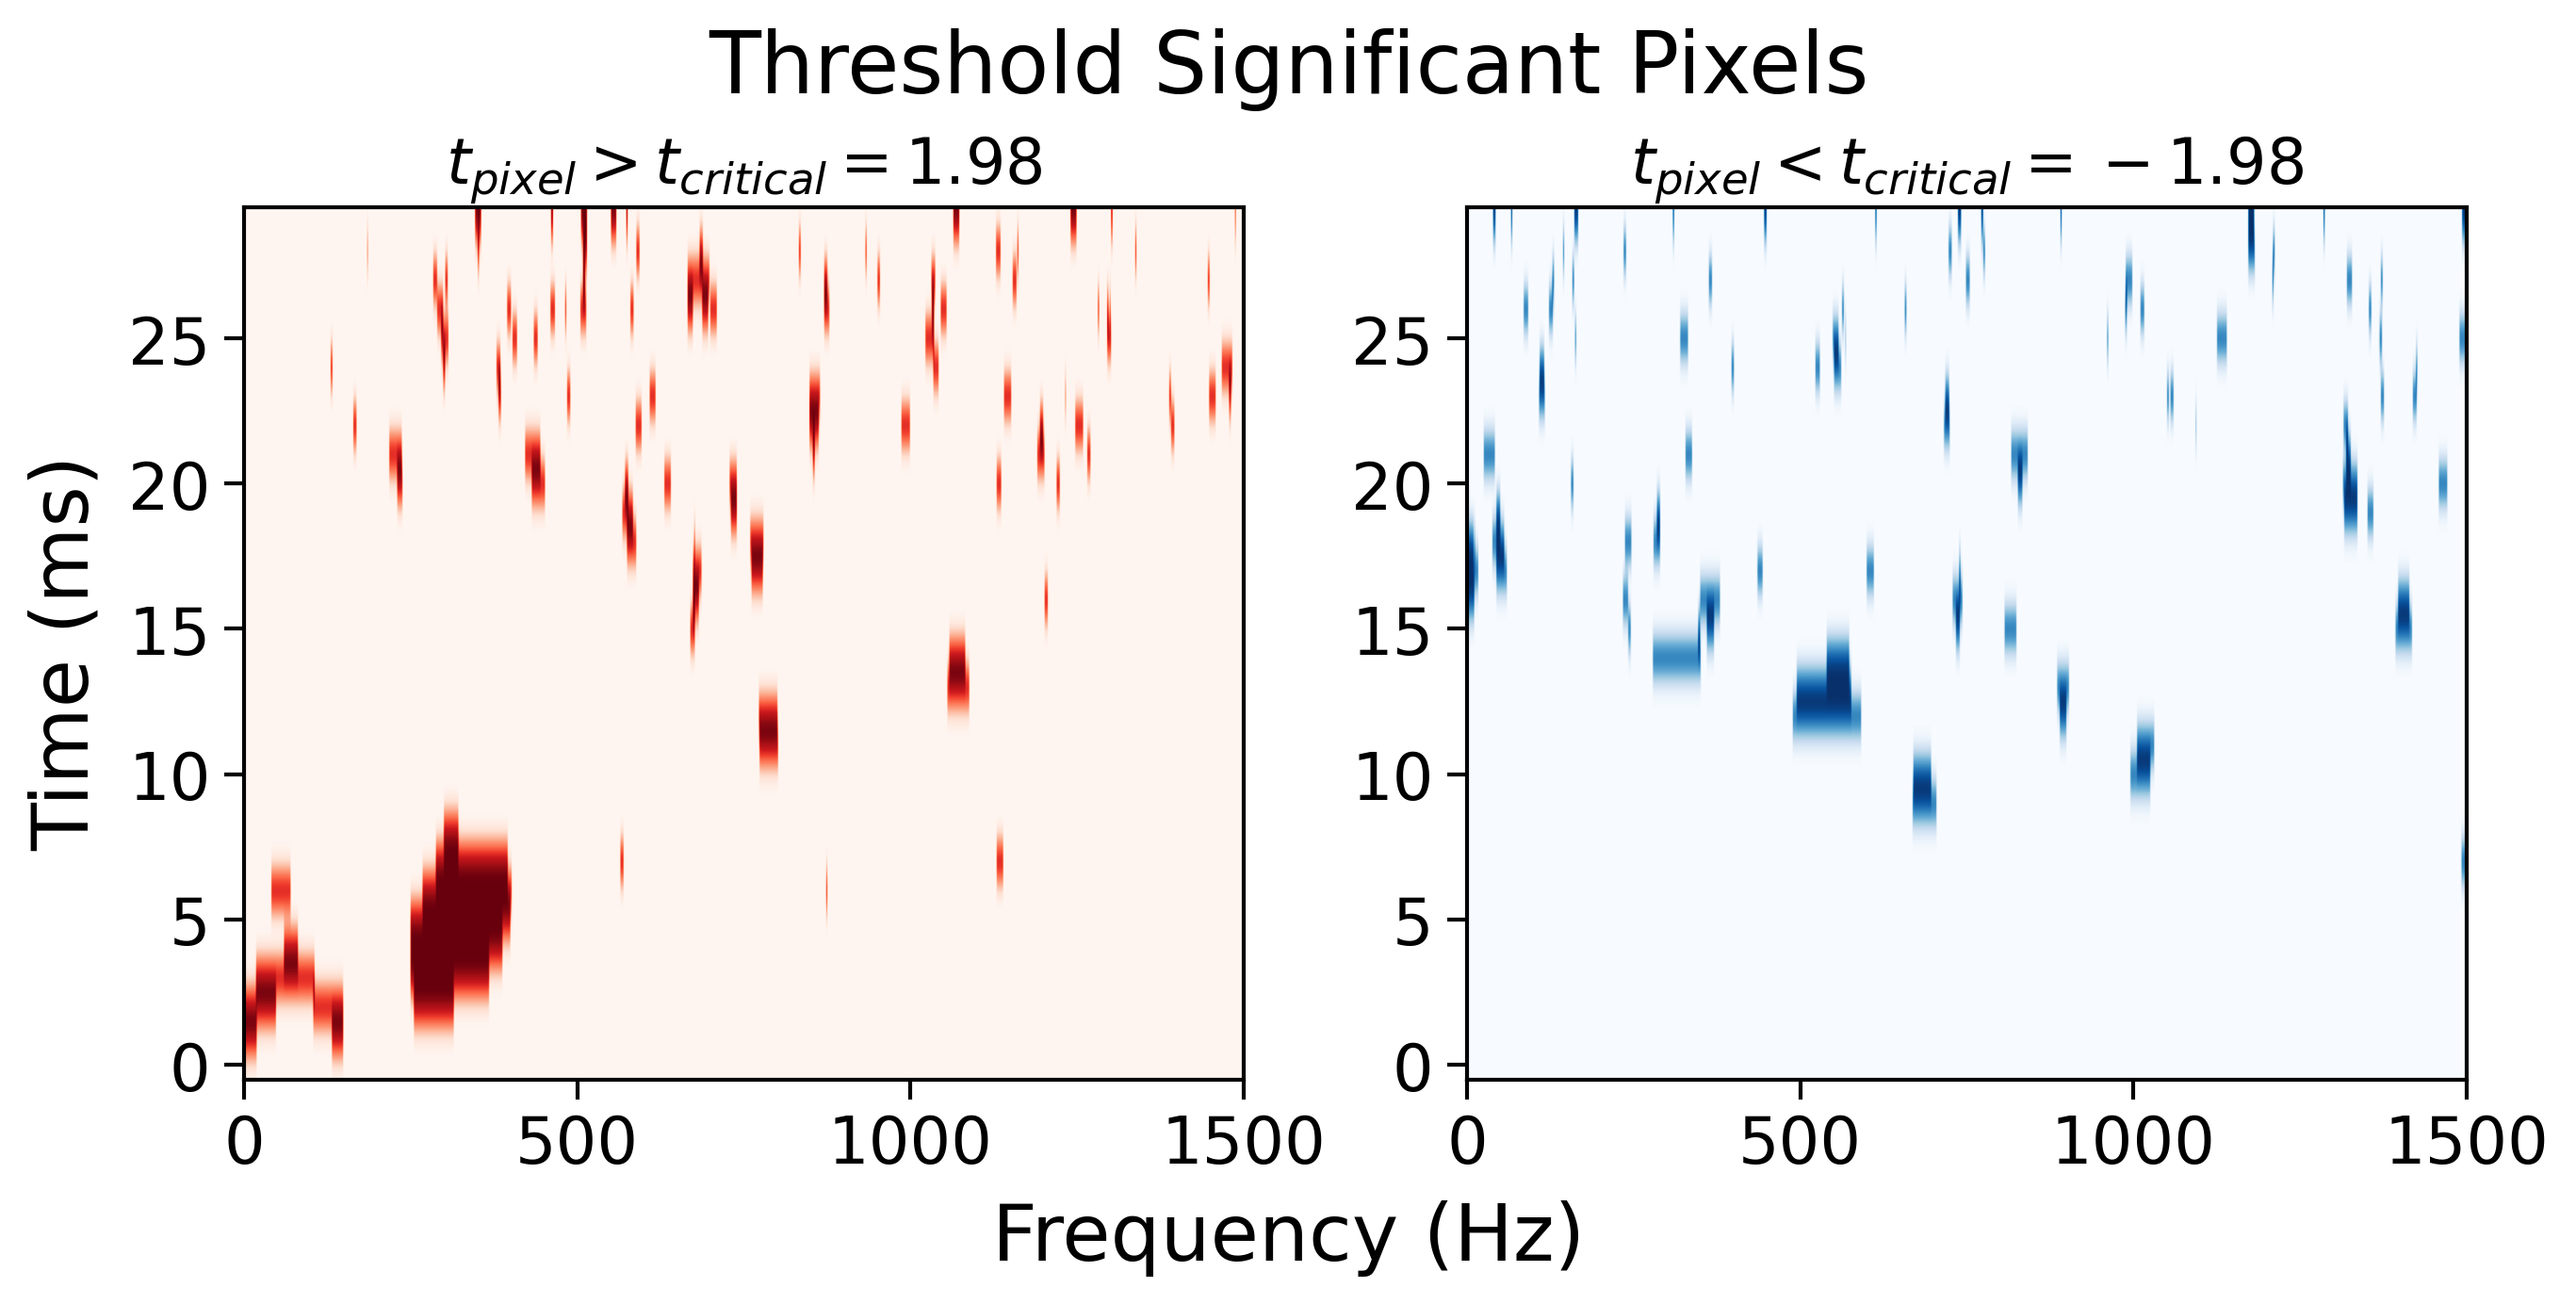 Threshold Significant Pixels
t_pixel > t_critical = 1.98
t_pixel < t_critical = − 1.98
Time (ms)
25
20
15
10
5
0
0 500 1000 1500
25
20
15
10
5
0
0 500 1000 1500
Frequency (Hz)